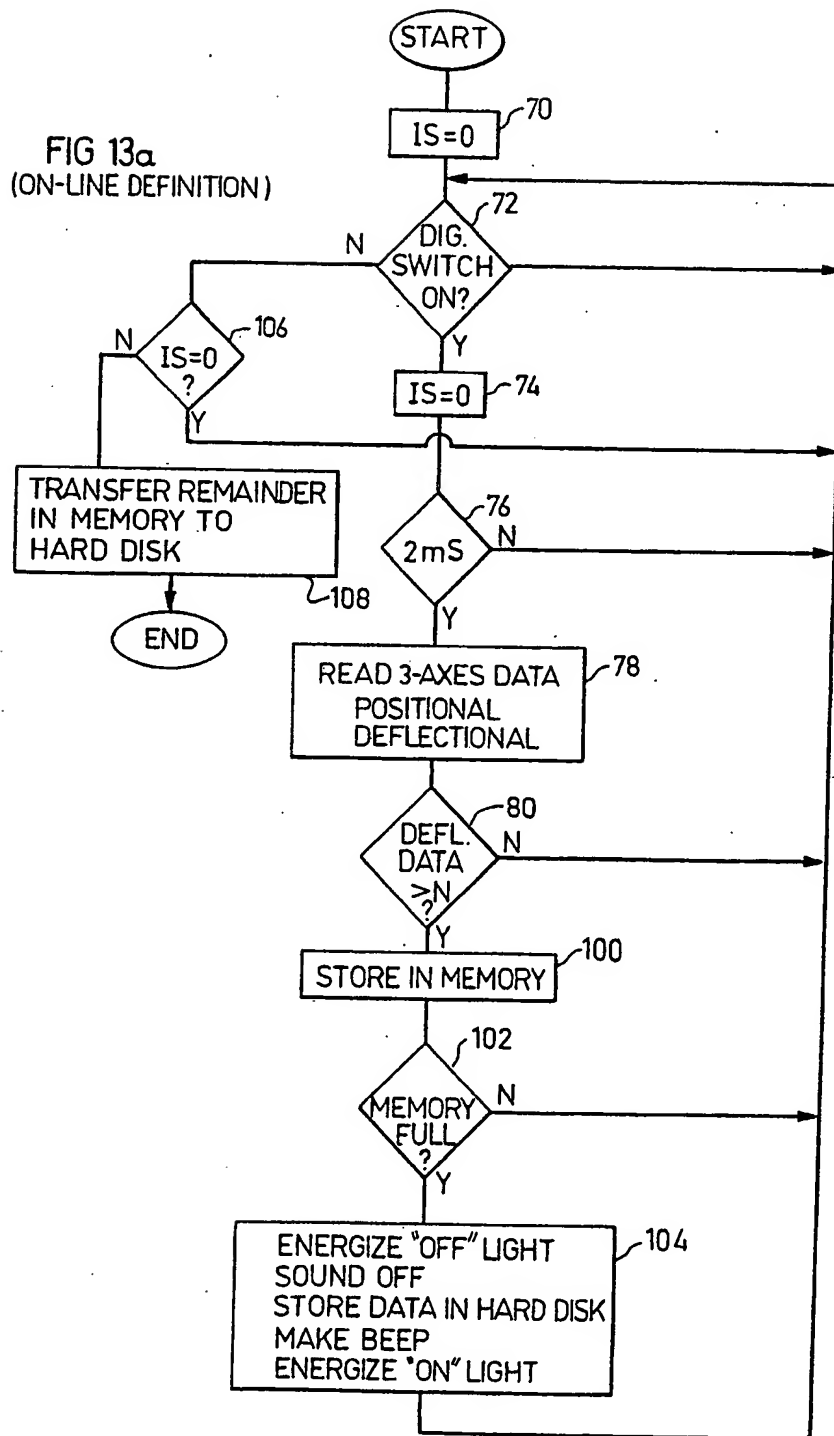 START
IS=0
70
FIG 13a
(ON-LINE DEFINITION)
72
DIG.
SWITCH
ON?
N
Y
106
N
IS=0
?
Y
IS=0
74
TRANSFER REMAINDER
IN MEMORY TO
HARD DISK
108
END
76
2mS
N
Y
READ 3-AXES DATA
POSITIONAL
DEFLECTIONAL
78
80
DEFL.
DATA
>N
?
N
Y
STORE IN MEMORY
100
102
MEMORY
FULL
?
N
Y
ENERGIZE "OFF" LIGHT
SOUND OFF
STORE DATA IN HARD DISK
MAKE BEEP
ENERGIZE "ON" LIGHT
104